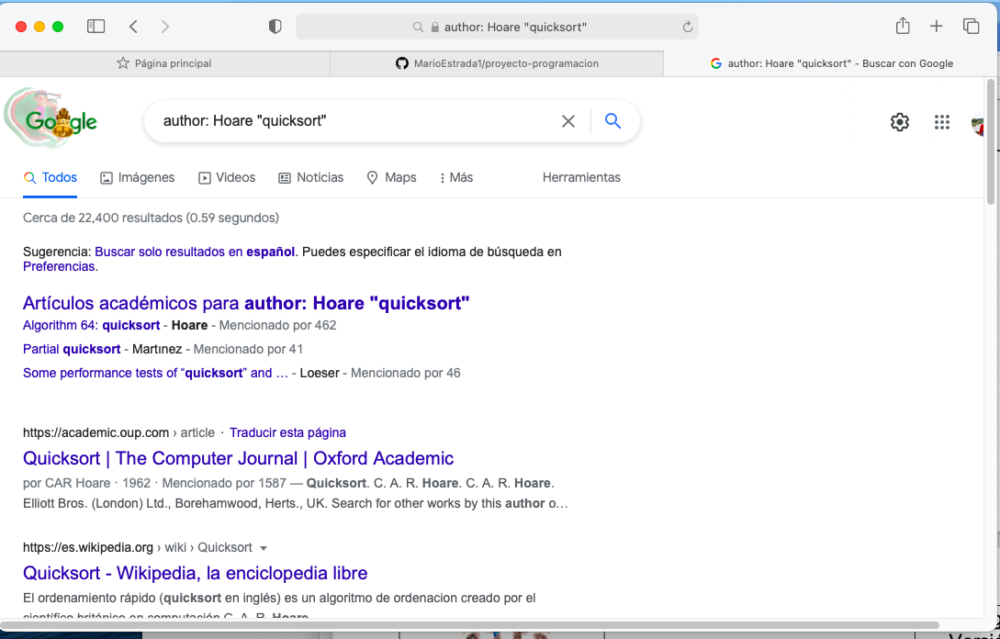 author: Hoare "quicksort"
Página principal
MarioEstrada1/proyecto-programacion
author: Hoare "quicksort" - Buscar con Google
Google
author: Hoare "quicksort"
Todos Imágenes Videos Noticias Maps Más Herramientas
Cerca de 22,400 resultados (0.59 segundos)
Sugerencia: Buscar solo resultados en español. Puedes especificar el idioma de búsqueda en
Preferencias.
Artículos académicos para author: Hoare "quicksort"
Algorithm 64: quicksort - Hoare - Mencionado por 462
Partial quicksort - Martınez - Mencionado por 41
Some performance tests of “quicksort” and … - Loeser - Mencionado por 46
https://academic.oup.com › article · Traducir esta página
Quicksort | The Computer Journal | Oxford Academic
por CAR Hoare · 1962 · Mencionado por 1587 — Quicksort. C. A. R. Hoare. C. A. R. Hoare.
Elliott Bros. (London) Ltd., Borehamwood, Herts., UK. Search for other works by this author o…
https://es.wikipedia.org › wiki › Quicksort
Quicksort - Wikipedia, la enciclopedia libre
El ordenamiento rápido (quicksort en inglés) es un algoritmo de ordenacion creado por el
científico británico en computación C. A. R. Hoare.